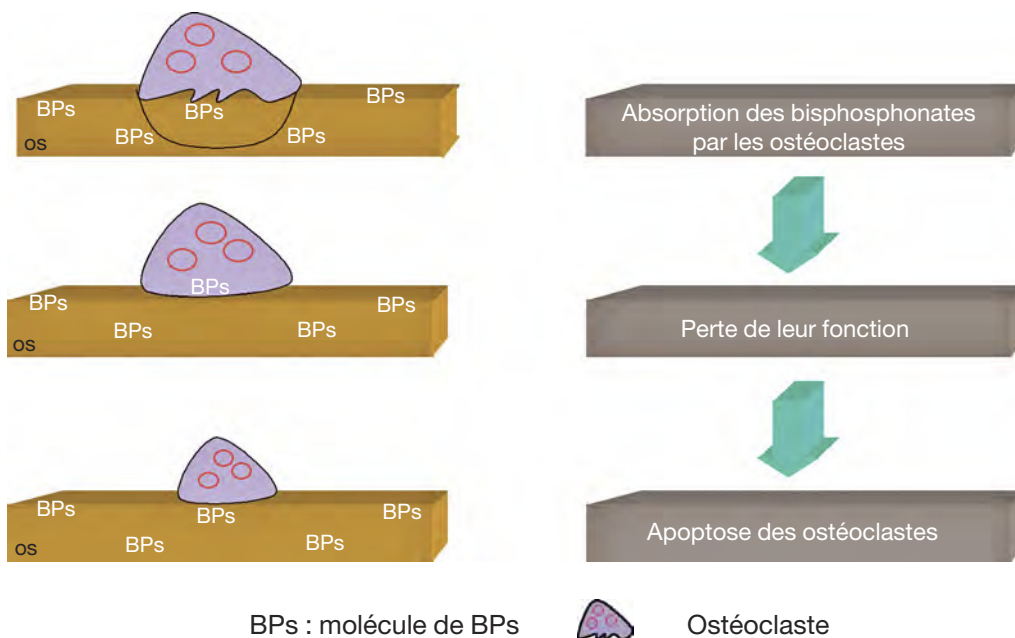 BPs
BPs
BPs
BPs
BPs
os
Absorption des bisphosphonates
par les ostéoclastes
BPs
BPs
BPs
BPs
BPs
os
Perte de leur fonction
BPs
BPs
BPs
BPs
BPs
os
Apoptose des ostéoclastes
BPs : molécule de BPs
Ostéoclaste